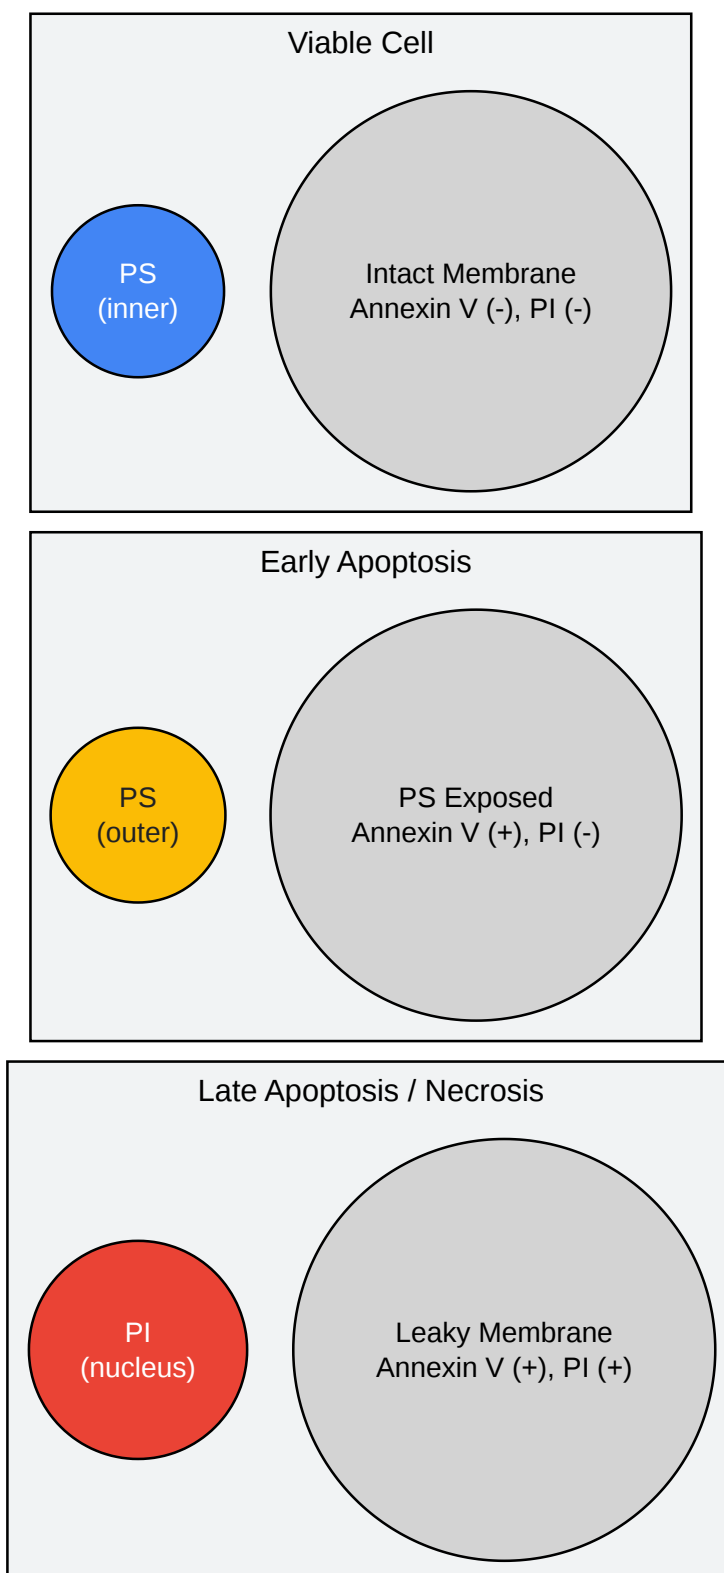 Viable Cell
PS
(inner)
Intact Membrane
Annexin V (-), PI (-)
Early Apoptosis
PS
(outer)
PS Exposed
Annexin V (+), PI (-)
Late Apoptosis / Necrosis
PI
(nucleus)
Leaky Membrane
Annexin V (+), PI (+)